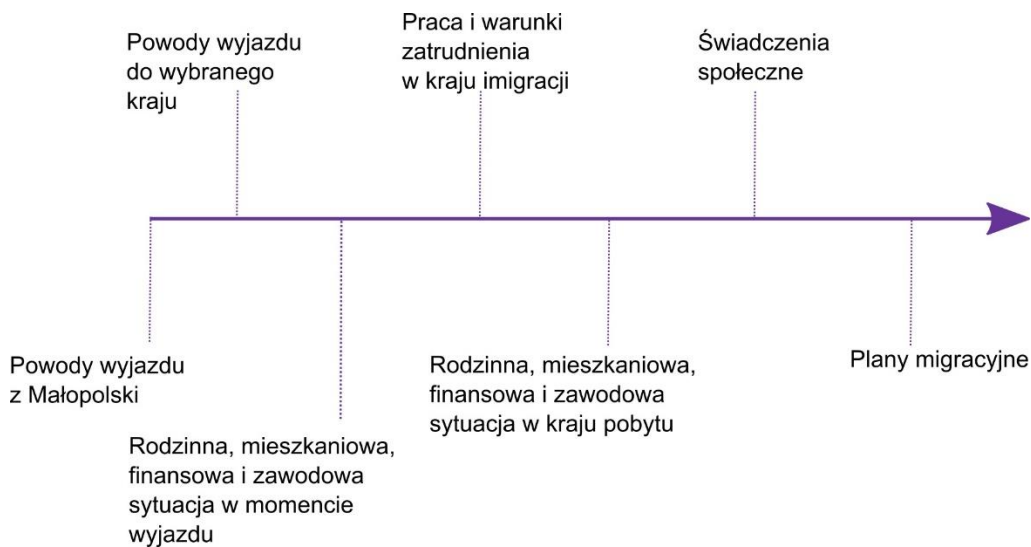 Powody wyjazdu
do wybranego
kraju
Praca i warunki
zatrudnienia
w kraju imigracji
Świadczenia
społeczne
Powody wyjazdu
z Małopolski
Rodzinna, mieszkaniowa,
finansowa i zawodowa
sytuacja w momencie
wyjazdu
Rodzinna, mieszkaniowa,
finansowa i zawodowa
sytuacja w kraju pobytu
Plany migracyjne